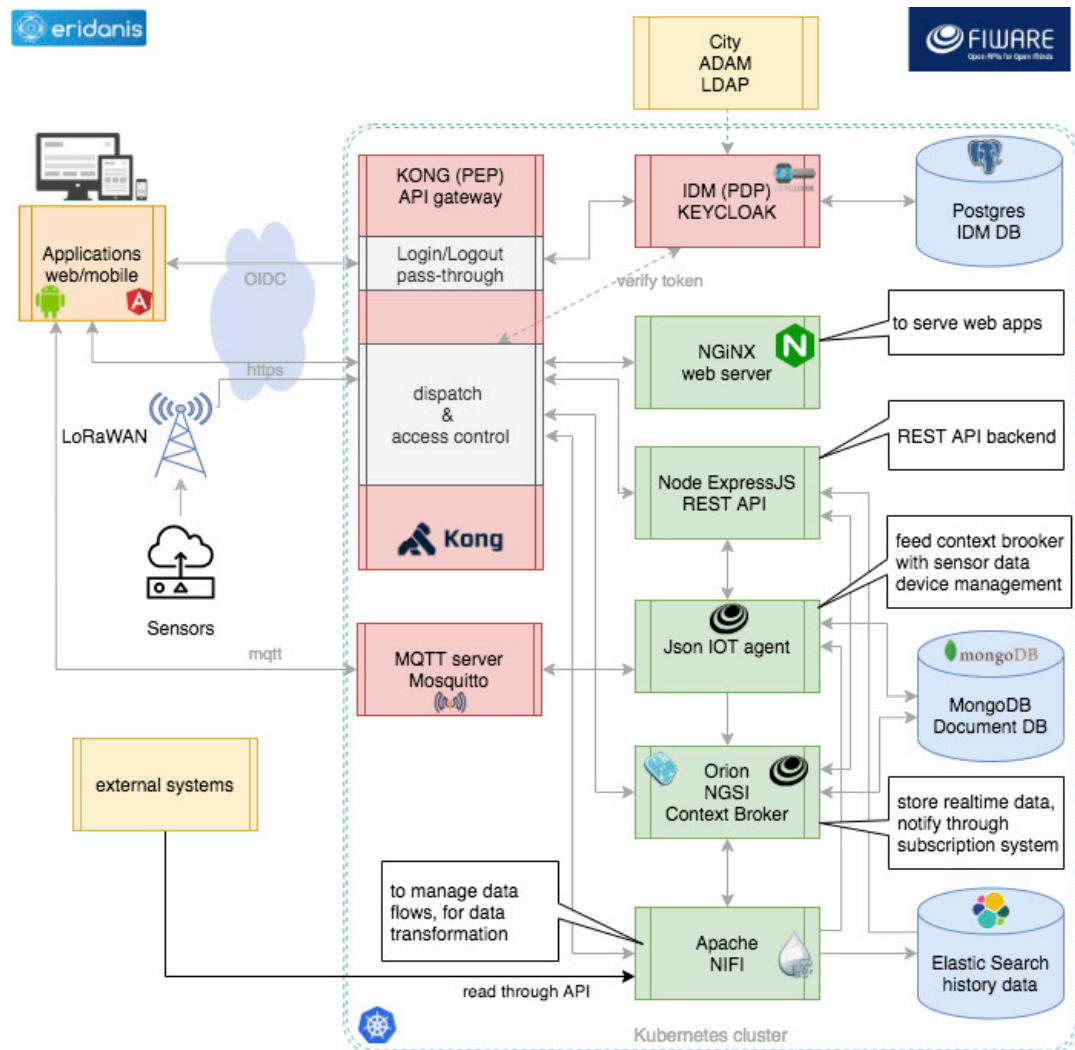 eridanis
FIWARE
Open APIs for Open Minds
City
ADAM
LDAP
KONG (PEP)
API gateway
IDM (PDP)
KEYCLOAK
Postgres
IDM DB
Applications
web/mobile
OIDC
Login/Logout
pass-through
verify token
to serve web apps
NGiNX
web server
https
dispatch
&
access control
LoRaWAN
REST API backend
Node ExpressJS
REST API
Kong
feed context brooker
with sensor data
device management
Sensors
Json IOT agent
mqtt
MQTT server
Mosquitto
mongoDB
MongoDB
Document DB
external systems
Orion
NGSI
Context Broker
store realtime data,
notify through
subscription system
to manage data
flows, for data
transformation
Apache
NIFI
Elastic Search
history data
read through API
Kubernetes cluster